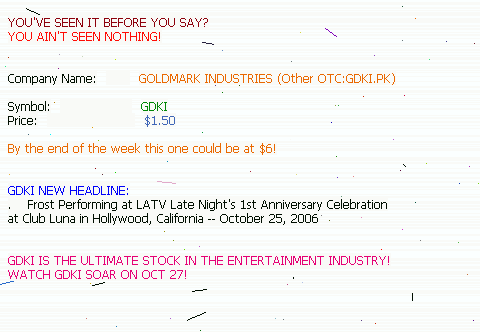 YOU'VE SEEN IT BEFORE YOU SAY?
YOU AIN'T SEEN NOTHING!
Company Name: GOLDMARK INDUSTRIES (Other OTC:GDKI.PK)
Symbol: GDKI
Price: $1.50
By the end of the week this one could be at $6!
GDKI NEW HEADLINE:
. Frost Performing at LATV Late Night's 1st Anniversary Celebration
at Club Luna in Hollywood, California -- October 25, 2006
GDKI IS THE ULTIMATE STOCK IN THE ENTERTAINMENT INDUSTRY!
WATCH GDKI SOAR ON OCT 27!